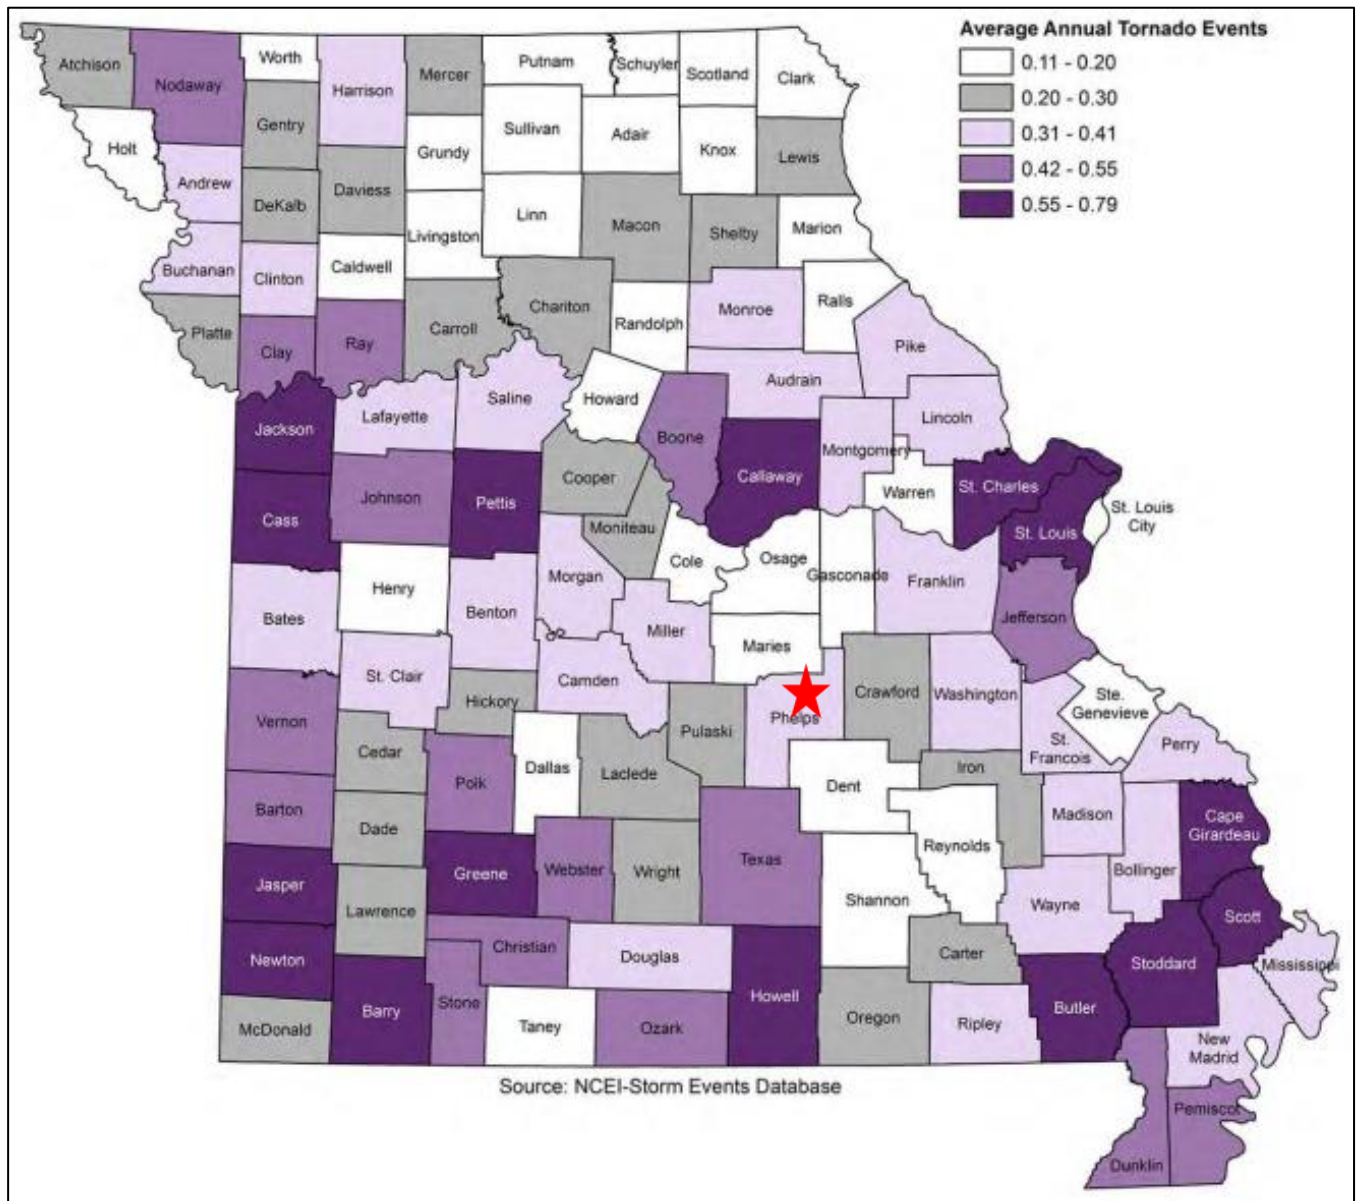 Average Annual Tornado Events
0.11 - 0.20
0.20 - 0.30
0.31 - 0.41
0.42 - 0.55
0.55 - 0.79
Atchison
Nodaway
Worth
Harrison
Mercer
Putnam
Schuyler
Scotland
Clark
Holt
Gentry
Grundy
Sullivan
Adair
Knox
Lewis
Andrew
DeKalb
Daviess
Livingston
Linn
Macon
Shelby
Marion
Buchanan
Clinton
Caldwell
Chariton
Randolph
Monroe
Ralls
Platte
Clay
Ray
Carroll
Audrain
Pike
Jackson
Lafayette
Saline
Howard
Boone
Callaway
Montgomery
Lincoln
Warren
St. Charles
St. Louis
St. Louis
City
Cass
Johnson
Pettis
Cooper
Moniteau
Cole
Osage
Gasconade
Franklin
Jefferson
Bates
Henry
Benton
Morgan
Miller
Maries
St. Clair
Camden
Phelps
Crawford
Washington
Ste.
Genevieve
St.
Francois
Perry
Vernon
Hickory
Cedar
Pulaski
Polk
Dallas
Laclede
Dent
Iron
Madison
Cape
Girardeau
Barton
Dade
Reynolds
Bollinger
Jasper
Greene
Webster
Wright
Texas
Shannon
Wayne
Scott
Lawrence
Christian
Douglas
Carter
Stoddard
Mississippi
Newton
Barry
Stone
Taney
Ozark
Howell
Oregon
Ripley
Butler
McDonald
New
Madrid
Pemiscot
Dunklin
Source: NCEI-Storm Events Database